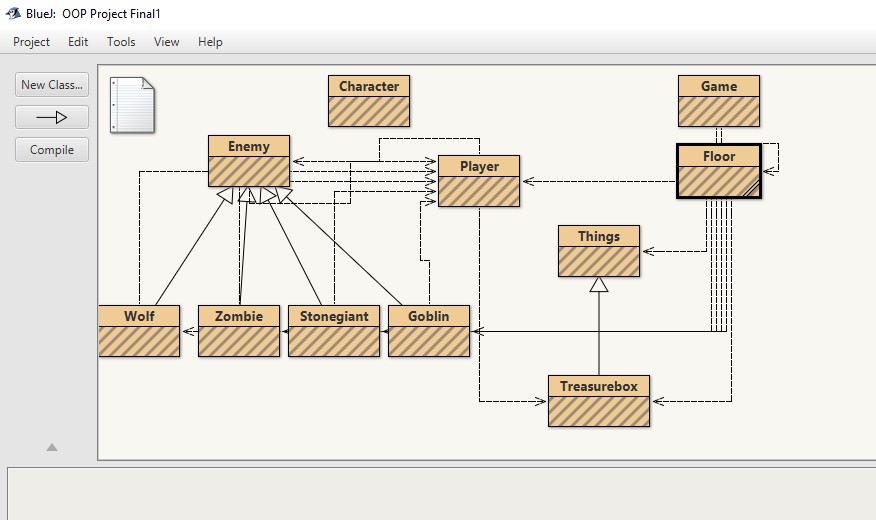 BlueJ: OOP Project Final1
Project Edit Tools View Help
New Class...
Compile
Character
Game
Enemy
Player
Floor
Things
Wolf
Zombie
Stonegiant
Goblin
Treasurebox